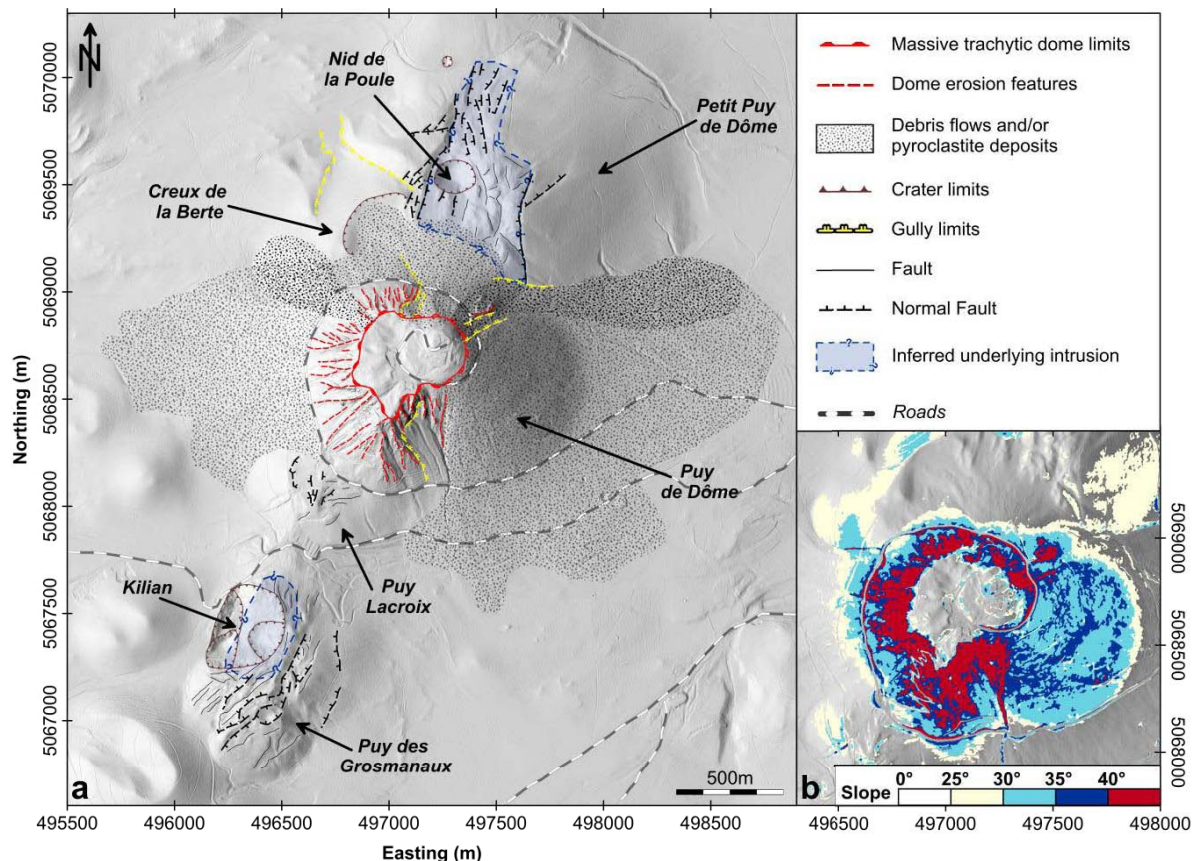 N
Nid de
la Poule
Petit Puy
de Dôme
Creux de
la Berte
Puy
de Dôme
Kilian
Puy
Lacroix
Puy des
Grosmanaux
500m
a
Northing (m)
5070000
5069500
5069000
5068500
5068000
5067500
5067000
495500
496000
496500
497000
497500
498000
498500
Easting (m)
Massive trachytic dome limits
Dome erosion features
Debris flows and/or
pyroclastite deposits
Crater limits
Gully limits
Fault
Normal Fault
? Inferred underlying intrusion
Roads
b
Slope
0° 25° 30° 35° 40°
5069000
5068500
5068000
496500
497000
497500
498000